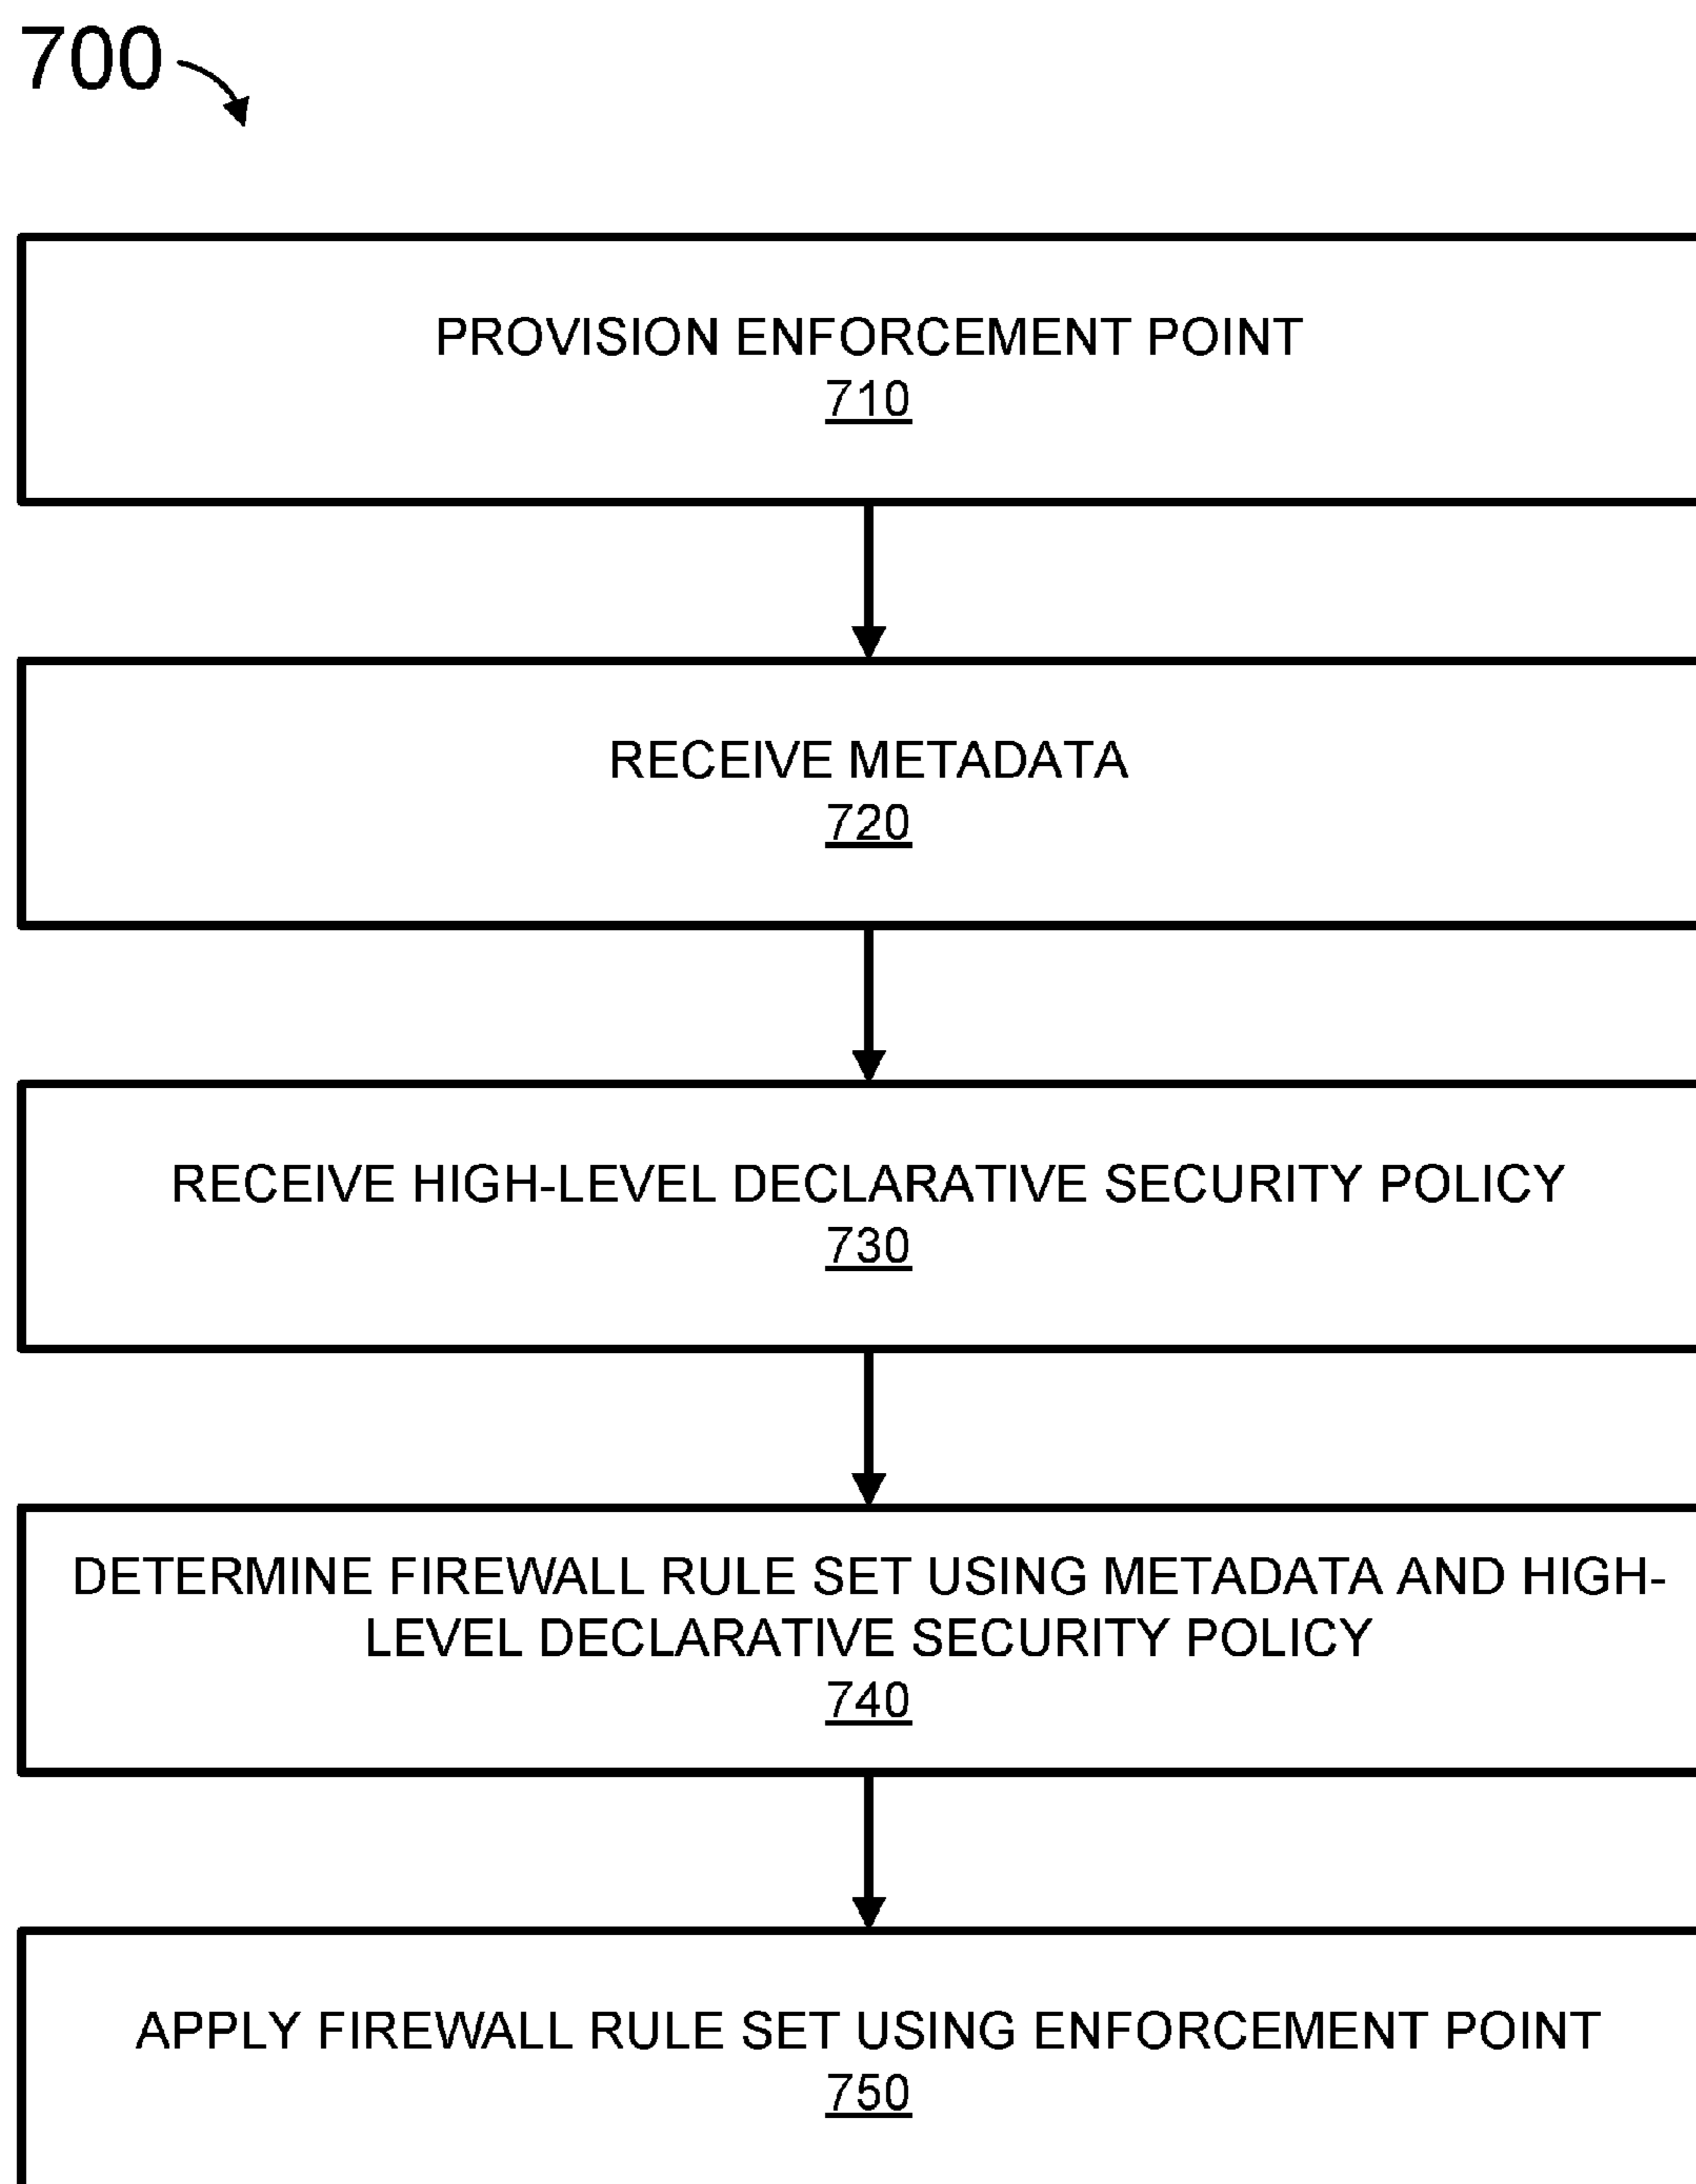 700
PROVISION ENFORCEMENT POINT
710
RECEIVE METADATA
720
RECEIVE HIGH-LEVEL DECLARATIVE SECURITY POLICY
730
DETERMINE FIREWALL RULE SET USING METADATA AND HIGH-
LEVEL DECLARATIVE SECURITY POLICY
740
APPLY FIREWALL RULE SET USING ENFORCEMENT POINT
750